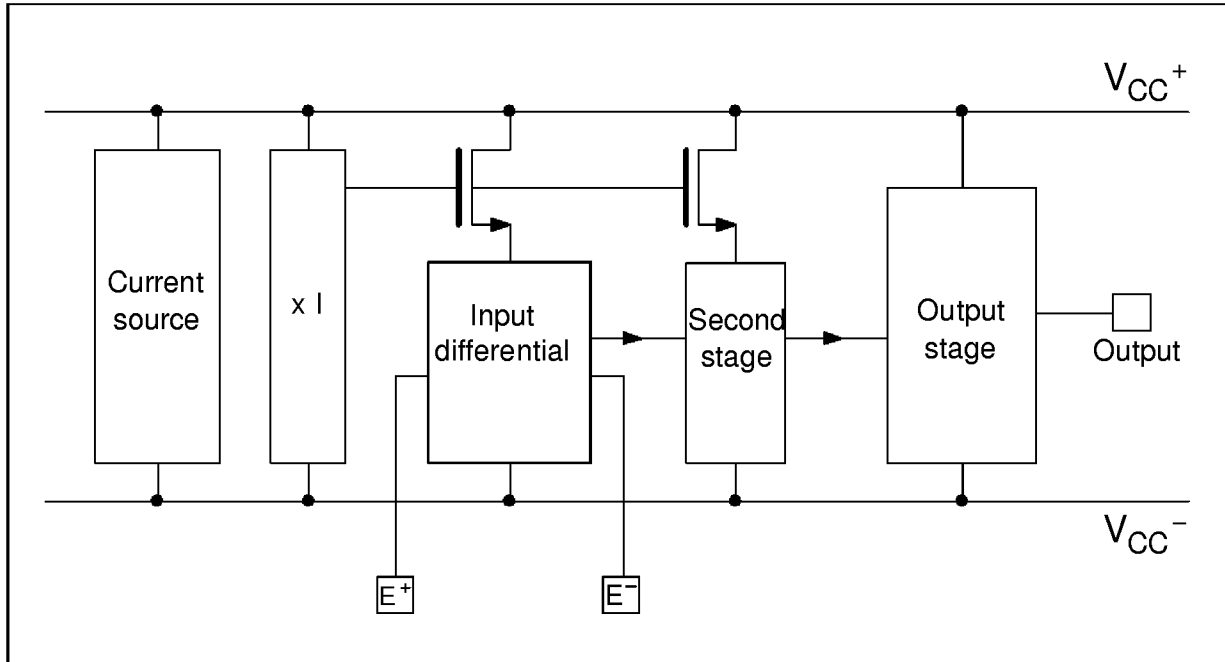 V_CC⁺
Current
source
x I
Input
differential
Second
stage
Output
stage
Output
V_CC⁻
E⁺
E⁻